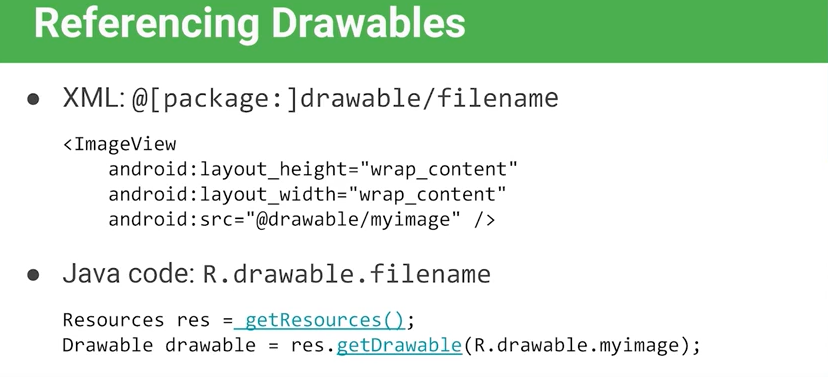 Referencing Drawables
● XML: @[package:]drawable/filename
<ImageView
    android:layout_height="wrap_content"
    android:layout_width="wrap_content"
    android:src="@drawable/myimage" />
● Java code: R.drawable.filename
Resources res = getResources();
Drawable drawable = res.getDrawable(R.drawable.myimage);